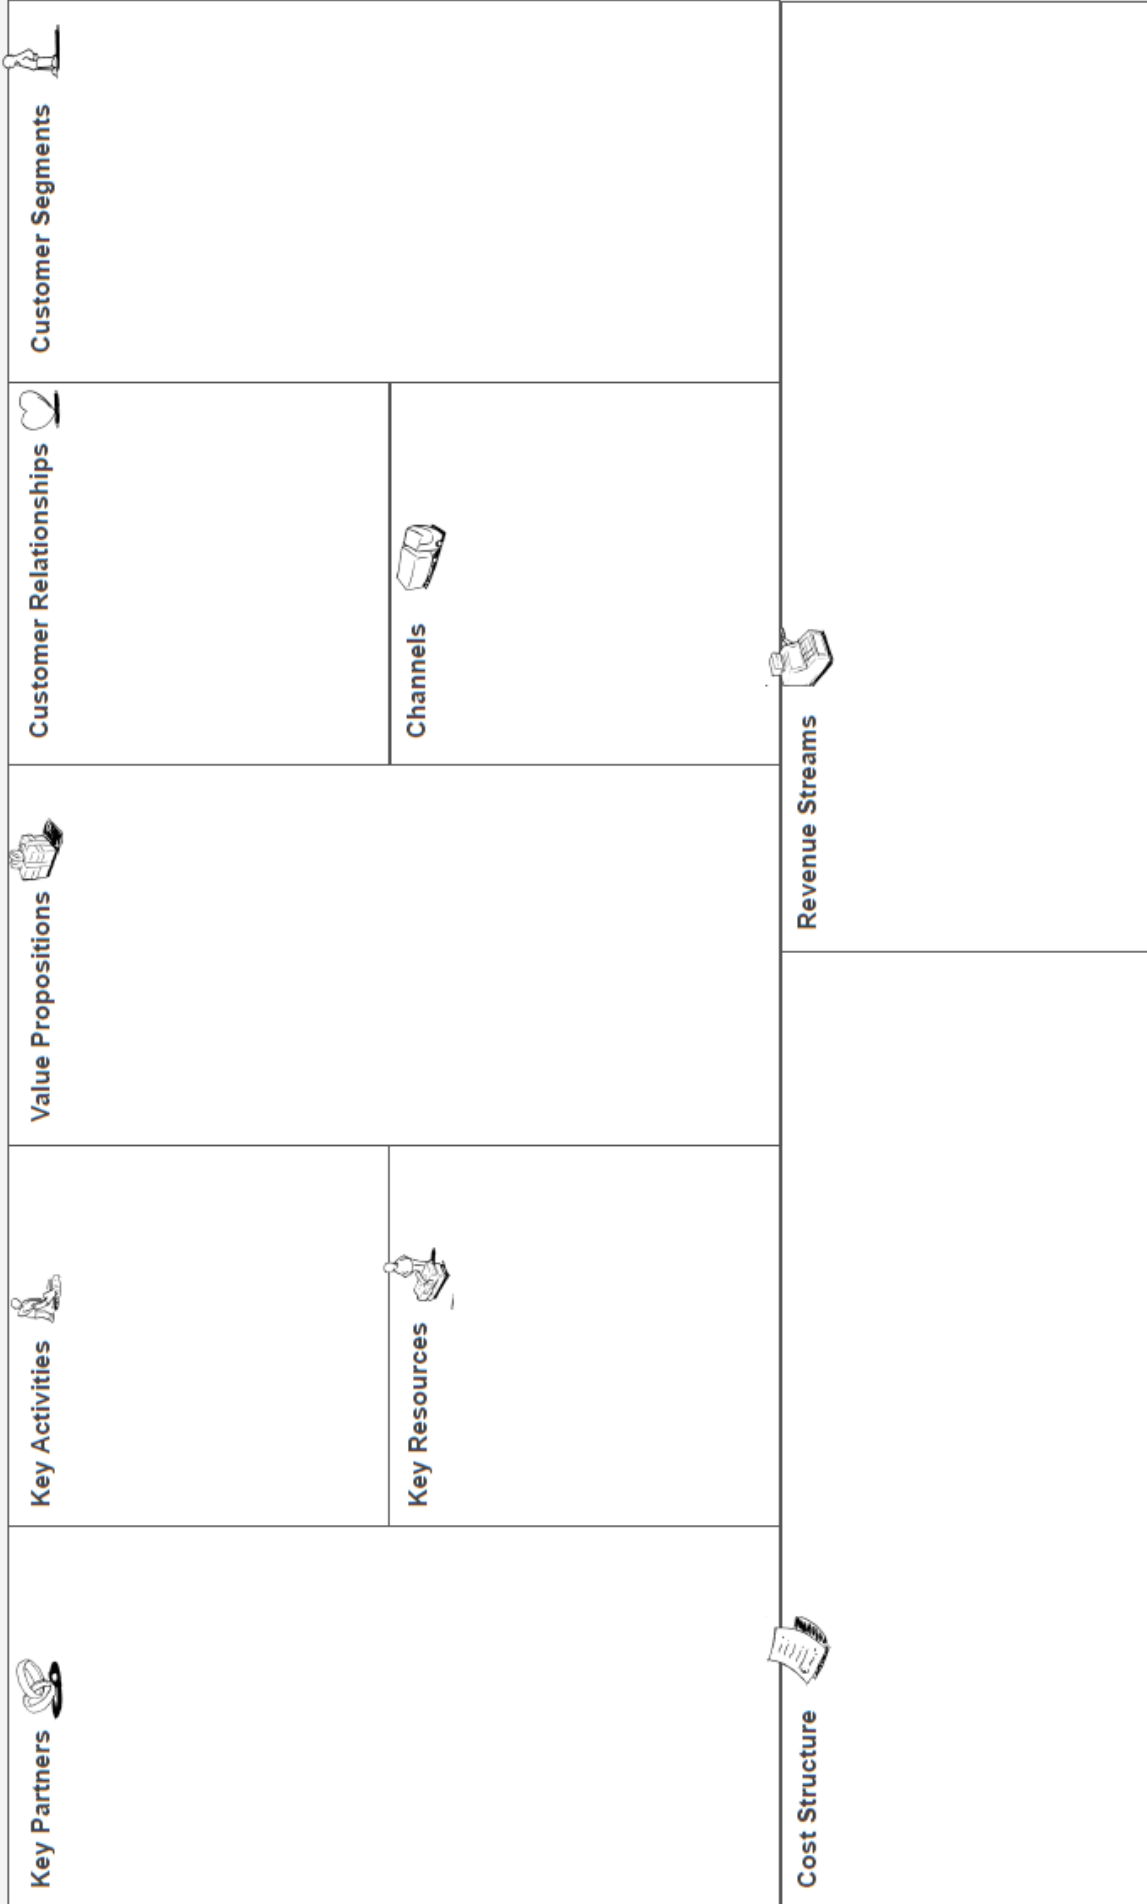 Key Partners
Key Activities
Key Resources
Value Propositions
Customer Relationships
Channels
Customer Segments
Cost Structure
Revenue Streams